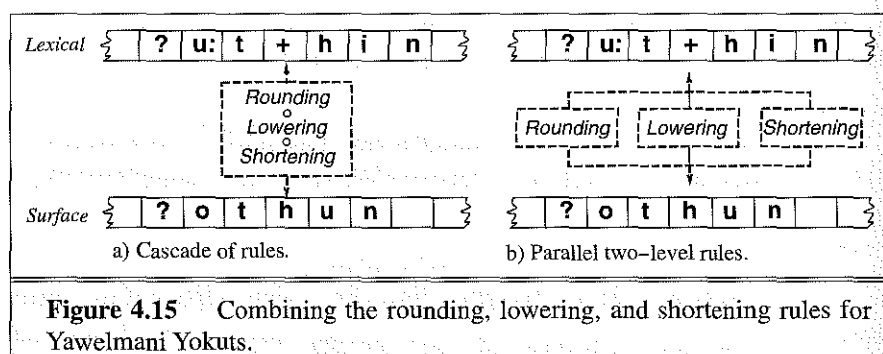 Lexical ? u: t + h i n ? u: t + h i n
Rounding
o
Lowering
o
Shortening
Rounding Lowering Shortening
Surface ? o t h u n ? o t h u n
a) Cascade of rules. b) Parallel two-level rules.
Figure 4.15 Combining the rounding, lowering, and shortening rules for
Yawelmani Yokuts.